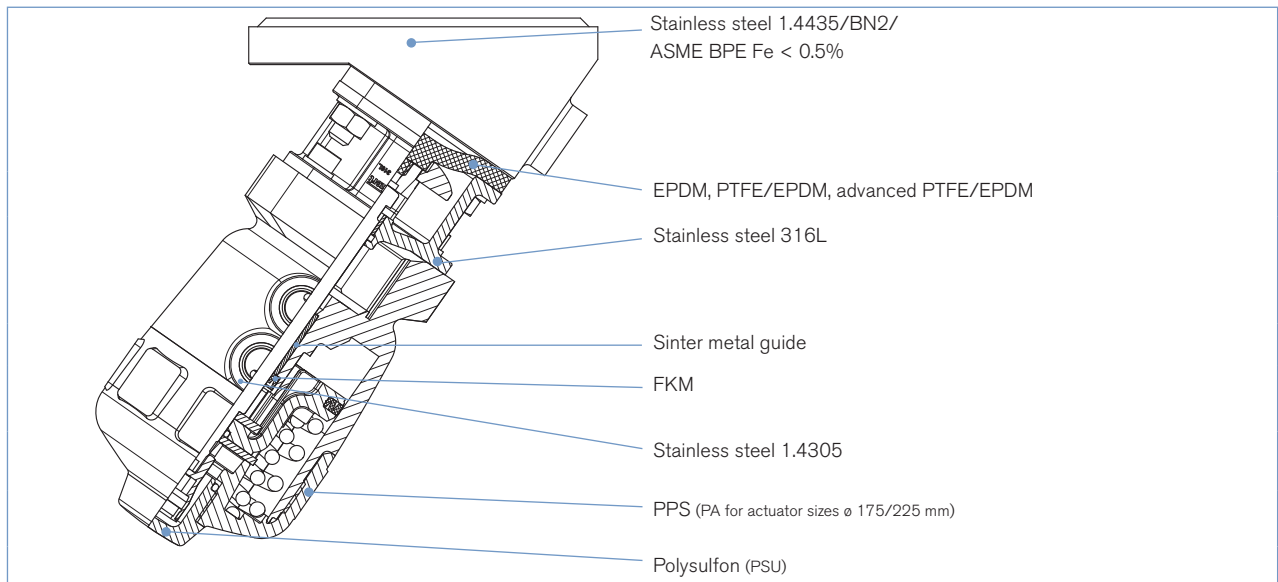 Stainless steel 1.4435/BN2/
ASME BPE Fe < 0.5%
EPDM, PTFE/EPDM, advanced PTFE/EPDM
Stainless steel 316L
Sinter metal guide
FKM
Stainless steel 1.4305
PPS (PA for actuator sizes ø 175/225 mm)
Polysulfon (PSU)